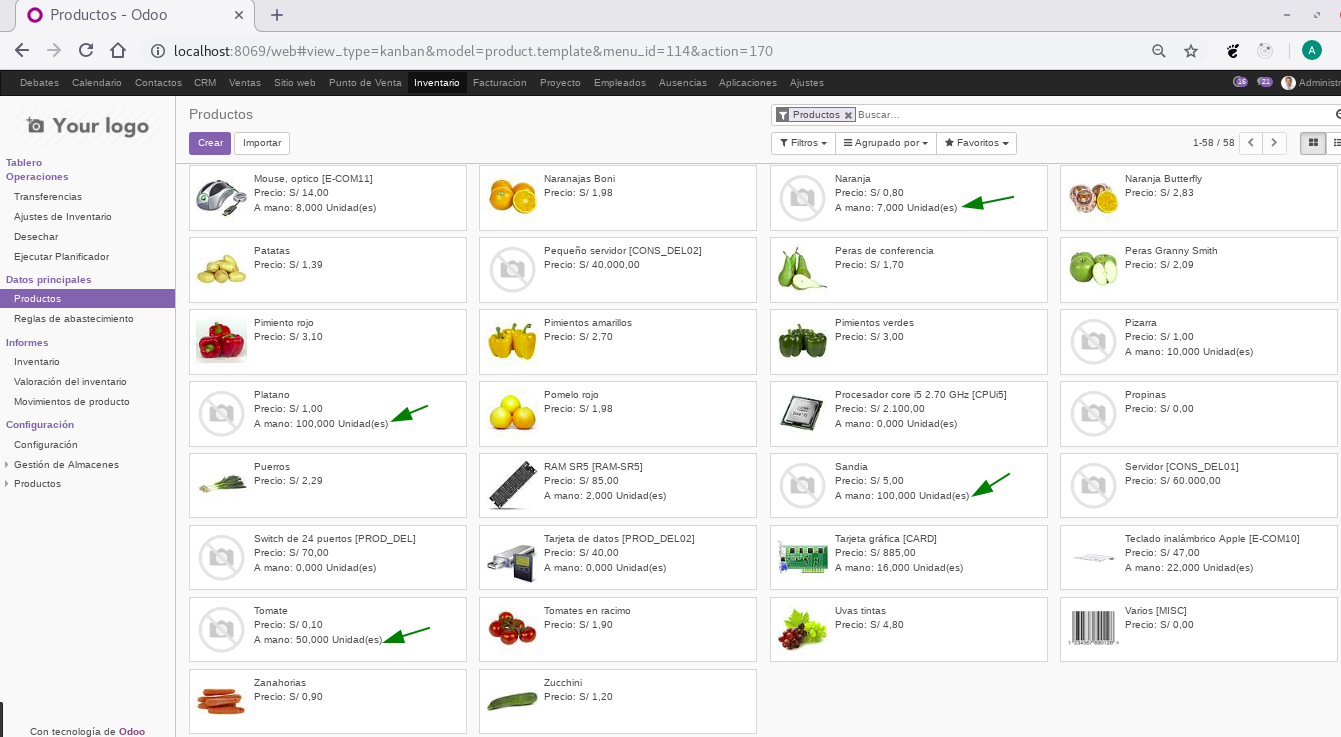 Productos - Odoo
localhost:8069/web#view_type=kanban&model=product.template&menu_id=114&action=170
A
Debates Calendario Contactos CRM Ventas Sitio web Punto de Venta Inventario Facturacion Proyecto Empleados Ausencias Aplicaciones Ajustes 16 21 Administr
Your logo
Tablero
Operaciones
Transferencias
Ajustes de Inventario
Desechar
Ejecutar Planificador
Datos principales
Productos
Reglas de abastecimiento
Informes
Inventario
Valoración del inventario
Movimientos de producto
Configuración
Configuración
Gestión de Almacenes
Productos
Con tecnología de Odoo
Productos
Productos Buscar...
Crear Importar
Filtros Agrupado por Favoritos
1-58 / 58
Mouse, optico [E-COM11]
Precio: S/ 14,00
A mano: 8,000 Unidad(es)
Naranajas Boni
Precio: S/ 1,98
Naranja
Precio: S/ 0,80
A mano: 7,000 Unidad(es)
Naranja Butterfly
Precio: S/ 2,83
Patatas
Precio: S/ 1,39
Pequeño servidor [CONS_DEL02]
Precio: S/ 40.000,00
Peras de conferencia
Precio: S/ 1,70
Peras Granny Smith
Precio: S/ 2,09
Pimiento rojo
Precio: S/ 3,10
Pimientos amarillos
Precio: S/ 2,70
Pimientos verdes
Precio: S/ 3,00
Pizarra
Precio: S/ 1,00
A mano: 10,000 Unidad(es)
Platano
Precio: S/ 1,00
A mano: 100,000 Unidad(es)
Pomelo rojo
Precio: S/ 1,98
Procesador core i5 2.70 GHz [CPUi5]
Precio: S/ 2.100,00
A mano: 0,000 Unidad(es)
Propinas
Precio: S/ 0,00
Puerros
Precio: S/ 2,29
RAM SR5 [RAM-SR5]
Precio: S/ 85,00
A mano: 2,000 Unidad(es)
Sandia
Precio: S/ 5,00
A mano: 100,000 Unidad(es)
Servidor [CONS_DEL01]
Precio: S/ 60.000,00
Switch de 24 puertos [PROD_DEL]
Precio: S/ 70,00
A mano: 0,000 Unidad(es)
Tarjeta de datos [PROD_DEL02]
Precio: S/ 40,00
A mano: 0,000 Unidad(es)
Tarjeta gráfica [CARD]
Precio: S/ 885,00
A mano: 16,000 Unidad(es)
Teclado inalámbrico Apple [E-COM10]
Precio: S/ 47,00
A mano: 22,000 Unidad(es)
Tomate
Precio: S/ 0,10
A mano: 50,000 Unidad(es)
Tomates en racimo
Precio: S/ 1,90
Uvas tintas
Precio: S/ 4,80
Varios [MISC]
Precio: S/ 0,00
Zanahorias
Precio: S/ 0,90
Zucchini
Precio: S/ 1,20